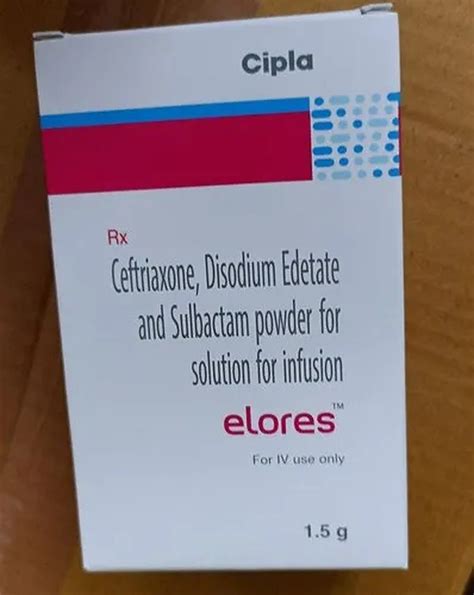 Cipla
Rx
Ceftriaxone, Disodium Edetate
and Sulbactam powder for
solution for infusion
elores™
For IV use only
1.5 g